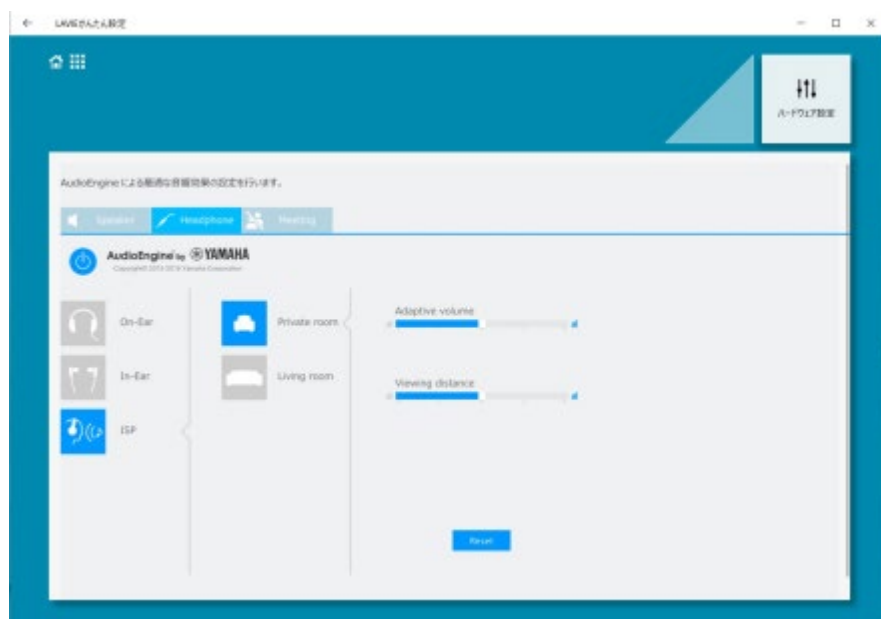 LAVIEかんたん設定
ハードウェア設定
AudioEngineによる最適な音響効果の設定を行います。
Speaker
Headphone
Meeting
AudioEngine by YAMAHA
On-Ear
In-Ear
ISP
Private room
Living room
Adaptive volume
Viewing distance
Reset